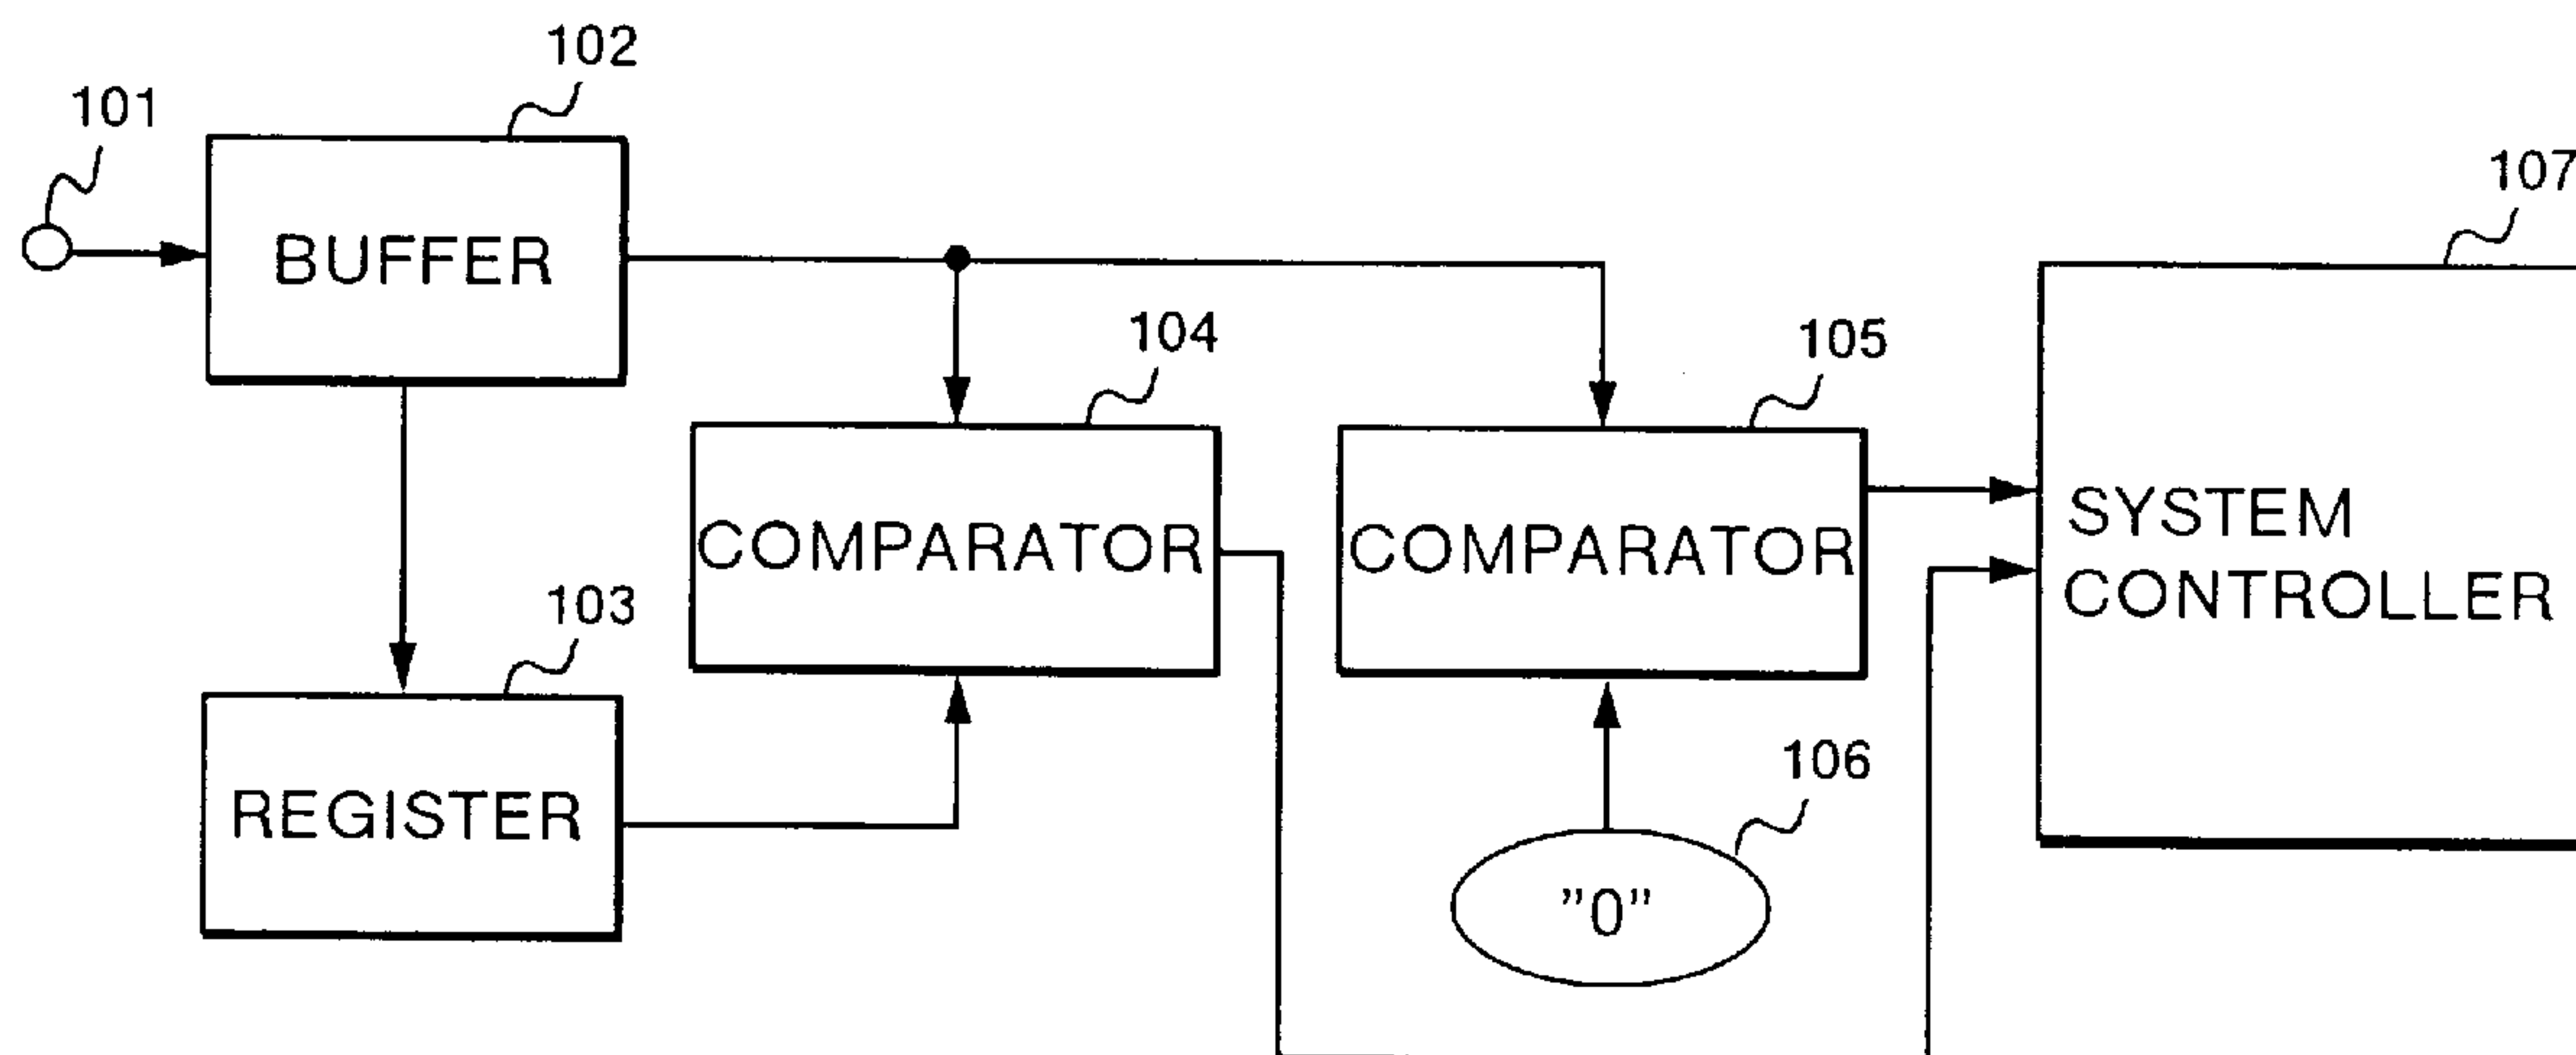 102
101
107
BUFFER
104
105
SYSTEM
CONTROLLER
COMPARATOR
COMPARATOR
103
106
REGISTER
"0"